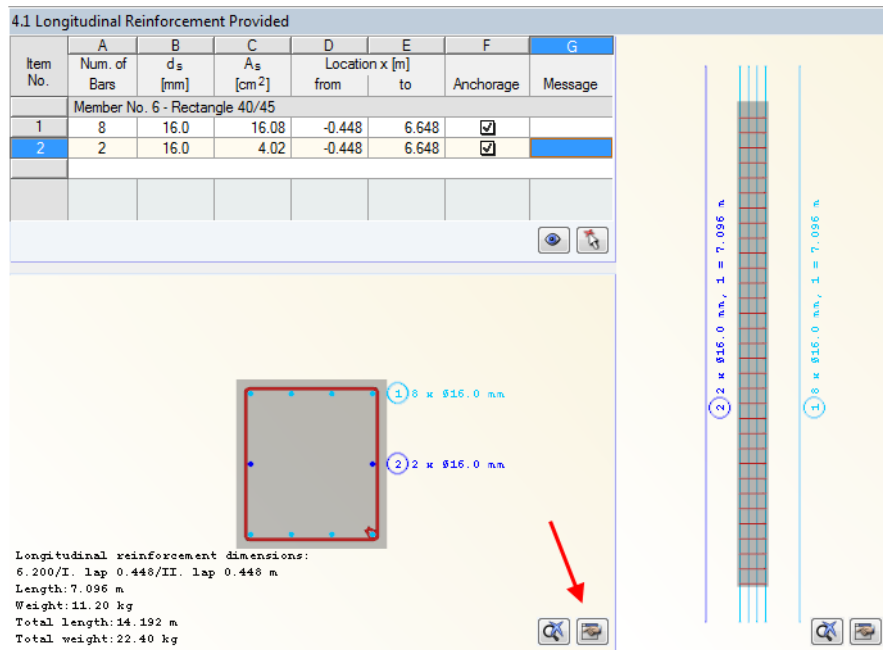 4.1 Longitudinal Reinforcement Provided
A B C D E F G
Item Num. of ds As Location x [m]
No. Bars [mm] [cm2] from to Anchorage Message
Member No. 6 - Rectangle 40/45
1 8 16.0 16.08 -0.448 6.648
2 2 16.0 4.02 -0.448 6.648
1 8 x Ø16.0 mm
2 2 x Ø16.0 mm
Longitudinal reinforcement dimensions:
6.200/I. lap 0.448/II. lap 0.448 m
Length:7.096 m
Weight:11.20 kg
Total length:14.192 m
Total weight:22.40 kg
2 2 x Ø16.0 mm, l = 7.096 m
1 8 x Ø16.0 mm, l = 7.096 m